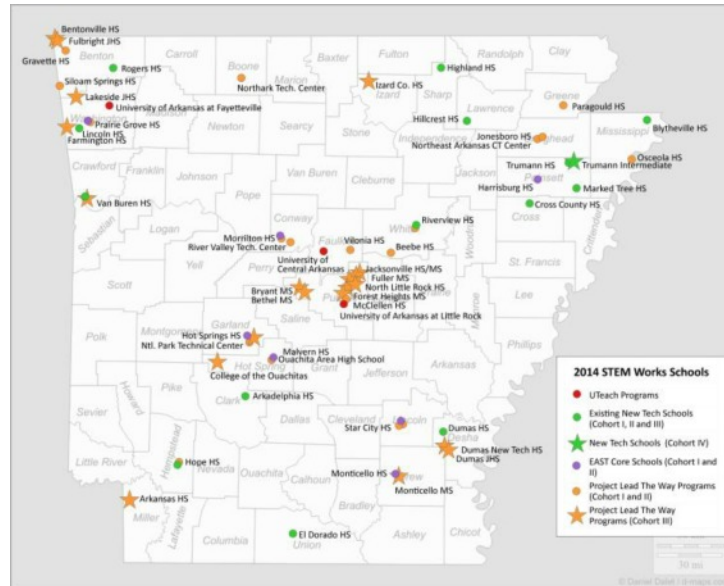 Bentonville HS
Fulbright JHS
Gravette HS
Benton
Rogers HS
Carroll
Boone
Northark Tech. Center
Marion
Baxter
Fulton
Izard Co. HS
Izard
Sharp
Highland HS
Randolph
Clay
Siloam Springs HS
Lakeside JHS
University of Arkansas at Fayetteville
Washington
Madison
Prairie Grove HS
Lincoln HS
Farmington HS
Newton
Searcy
Stone
Hillcrest HS
Lawrence
Independence
Greene
Paragould HS
Jonesboro HS
Northeast Arkansas CT Center
Craighead
Mississippi
Blytheville HS
Osceola HS
Crawford
Franklin
Johnson
Van Buren
Cleburne
Jackson
Trumann HS
Trumann Intermediate
Poinsett
Harrisburg HS
Marked Tree HS
Cross County HS
Cross
Crittenden
Van Buren HS
Sebastian
Logan
Pope
Conway
Morrilton HS
River Valley Tech. Center
Faulkner
Vilonia HS
White
Riverview HS
Beebe HS
Woodruff
St. Francis
Lee
Scott
Yell
Perry
University of
Central Arkansas
Jacksonville HS/MS
Fuller MS
North Little Rock HS
Forest Heights MS
McClellen HS
University of Arkansas at Little Rock
Bryant MS
Bethel MS
Saline
Monroe
Phillips
Polk
Montgomery
Garland
Hot Springs HS
Ntl. Park Technical Center
Malvern HS
Ouachita Area High School
Hot Spring
Grant
Jefferson
Arkansas
College of the Ouachitas
Howard
Pike
Clark
Arkadelphia HS
Dallas
Cleveland
Lincoln
Star City HS
Dumas HS
Desha
Dumas New Tech HS
Dumas JHS
Sevier
Little River
Hempstead
Hope HS
Nevada
Ouachita
Calhoun
Monticello HS
Drew
Monticello MS
Bradley
Arkansas HS
Miller
Lafayette
Columbia
El Dorado HS
Union
Ashley
Chicot
2014 STEM Works Schools
UTeach Programs
Existing New Tech Schools
(Cohort I, II and III)
New Tech Schools (Cohort IV)
EAST Core Schools (Cohort I and
II)
Project Lead The Way Programs
(Cohort I and II)
Project Lead The Way
Programs (Cohort III)
30 mi
© Daniel Dalet / d-maps.com